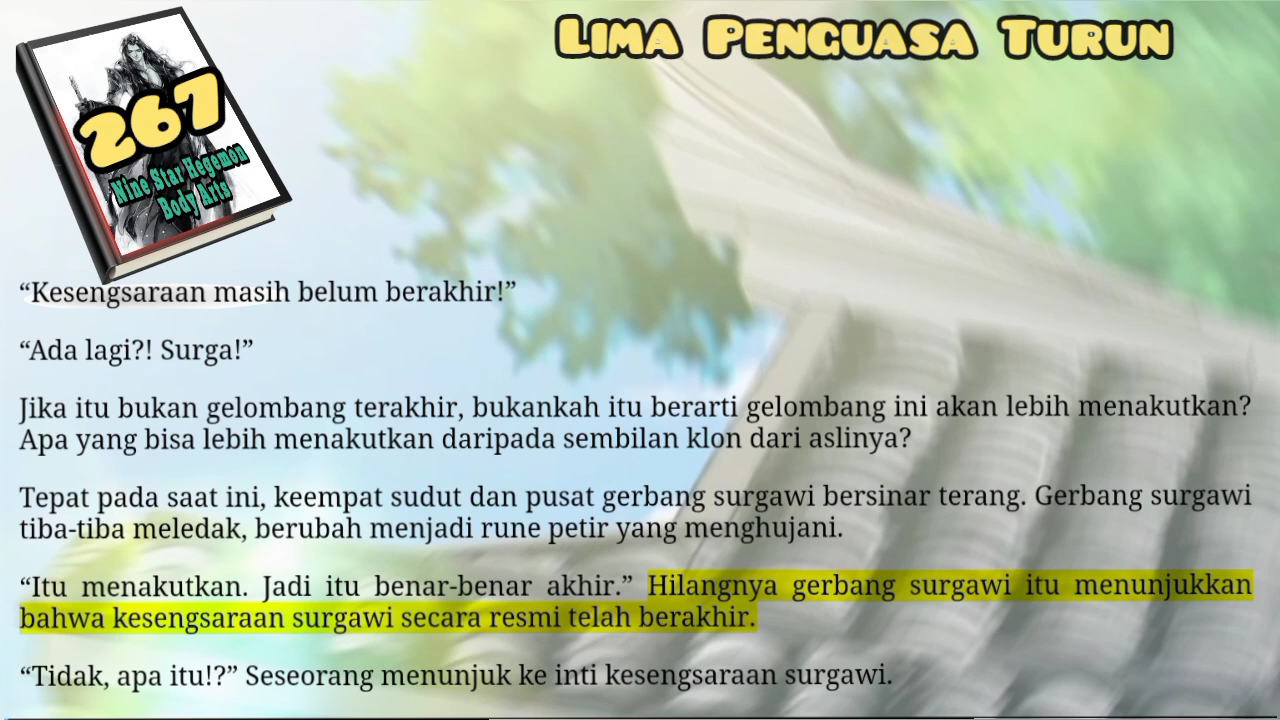 Lima Penguasa Turun
267
Nine Star Hegemon
Body Arts
“Kesengsaraan masih belum berakhir!”
“Ada lagi?! Surga!”
Jika itu bukan gelombang terakhir, bukankah itu berarti gelombang ini akan lebih menakutkan?
Apa yang bisa lebih menakutkan daripada sembilan klon dari aslinya?
Tepat pada saat ini, keempat sudut dan pusat gerbang surgawi bersinar terang. Gerbang surgawi
tiba-tiba meledak, berubah menjadi rune petir yang menghujani.
“Itu menakutkan. Jadi itu benar-benar akhir.” Hilangnya gerbang surgawi itu menunjukkan
bahwa kesengsaraan surgawi secara resmi telah berakhir.
“Tidak, apa itu!?” Seseorang menunjuk ke inti kesengsaraan surgawi.